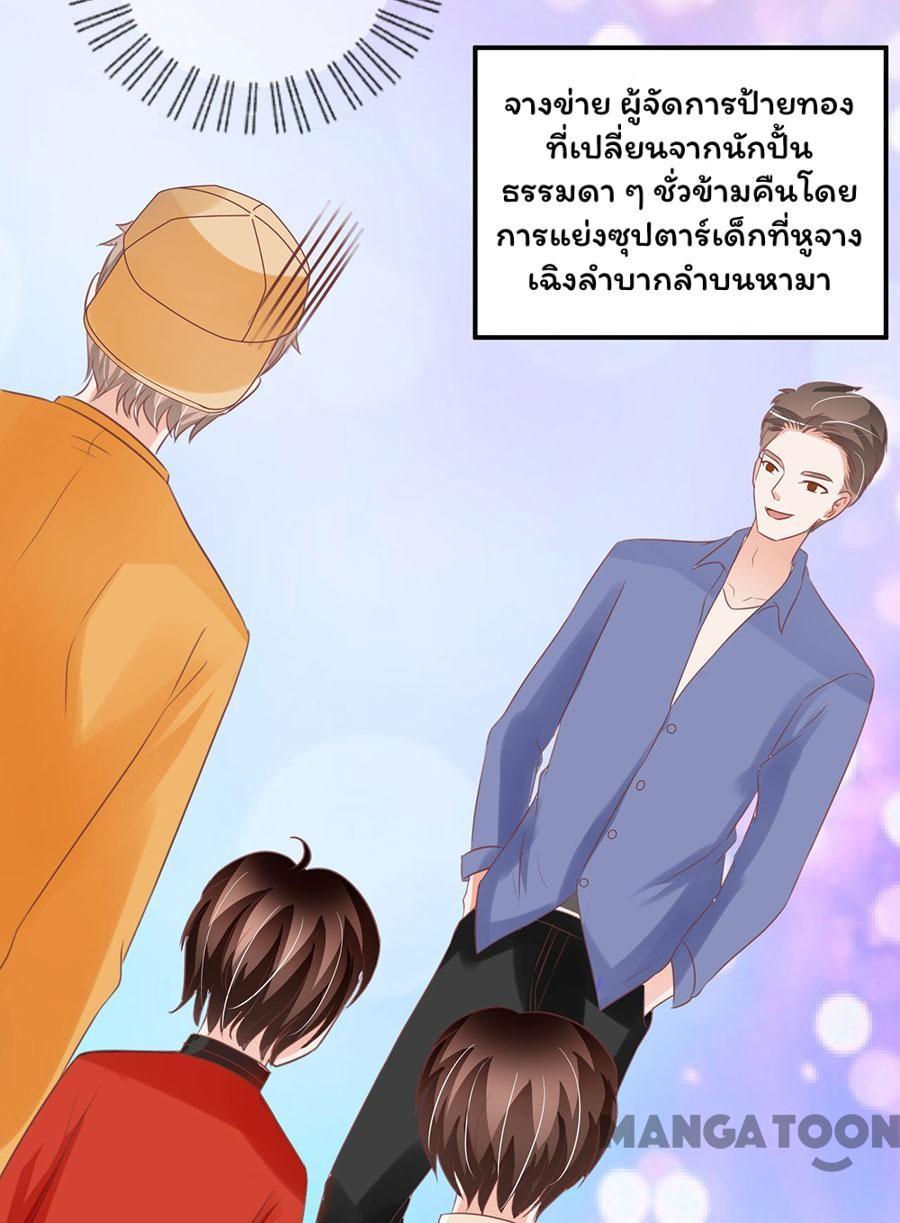 จางข่าย ผู้จัดการป้ายทอง
ที่เปลี่ยนจากนักปั้น
ธรรมดา ๆ ชั่วข้ามคืนโดย
การแย่งซุปตาร์เด็กที่หูจาง
เฉิงลำบากลำบนหามา
MANGATOON